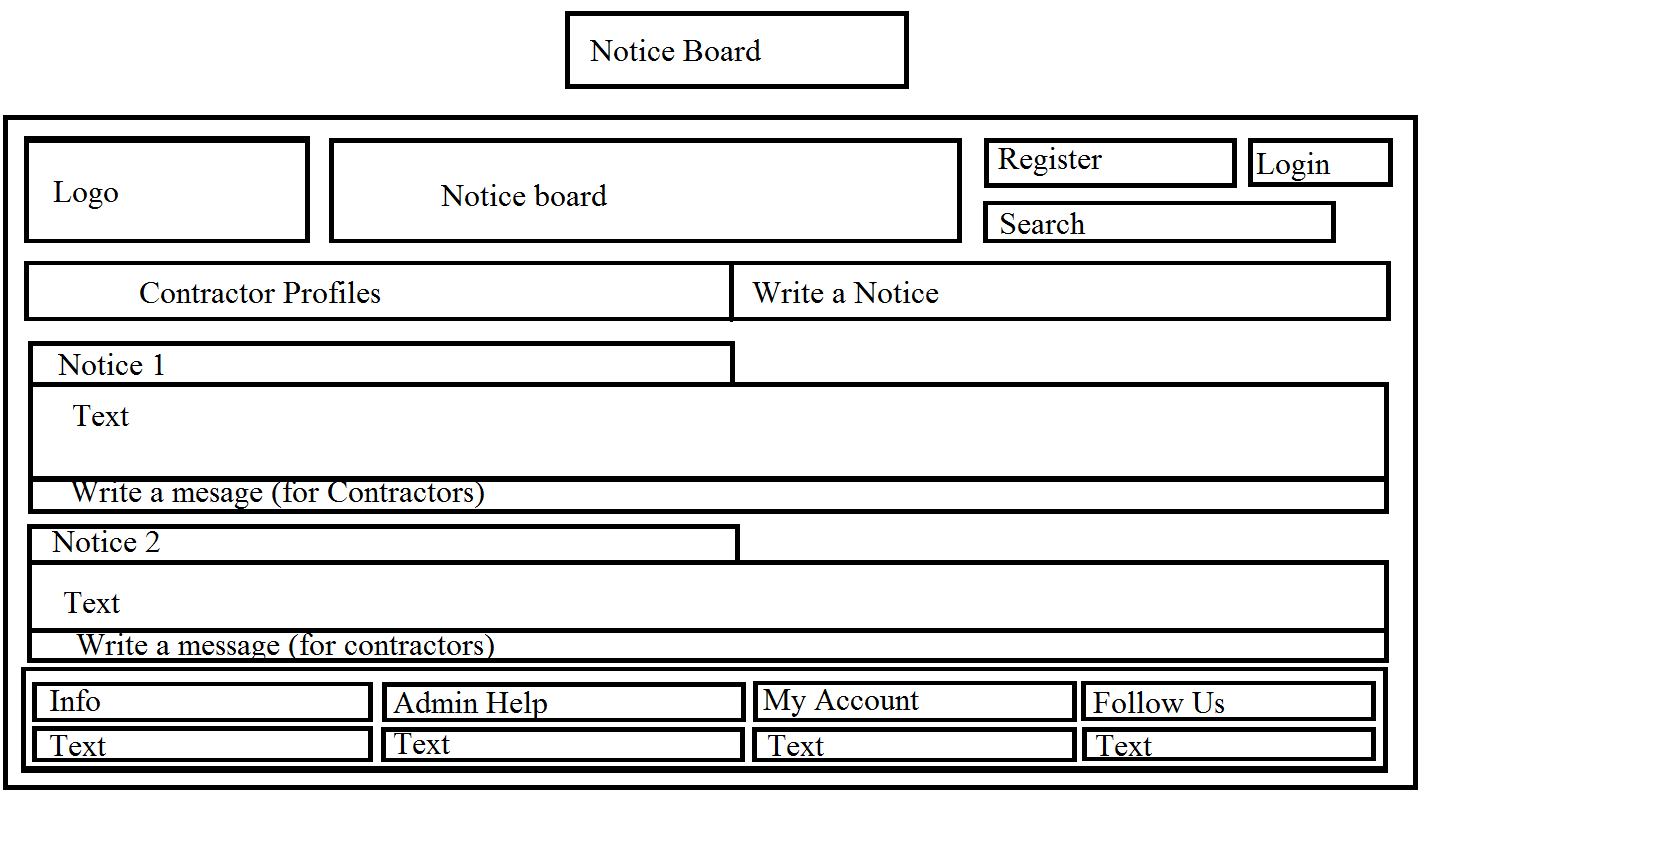 Notice Board
Logo
Notice board
Register
Login
Search
Contractor Profiles
Write a Notice
Notice 1
Text
Write a mesage (for Contractors)
Notice 2
Text
Write a message (for contractors)
Info
Admin Help
My Account
Follow Us
Text
Text
Text
Text